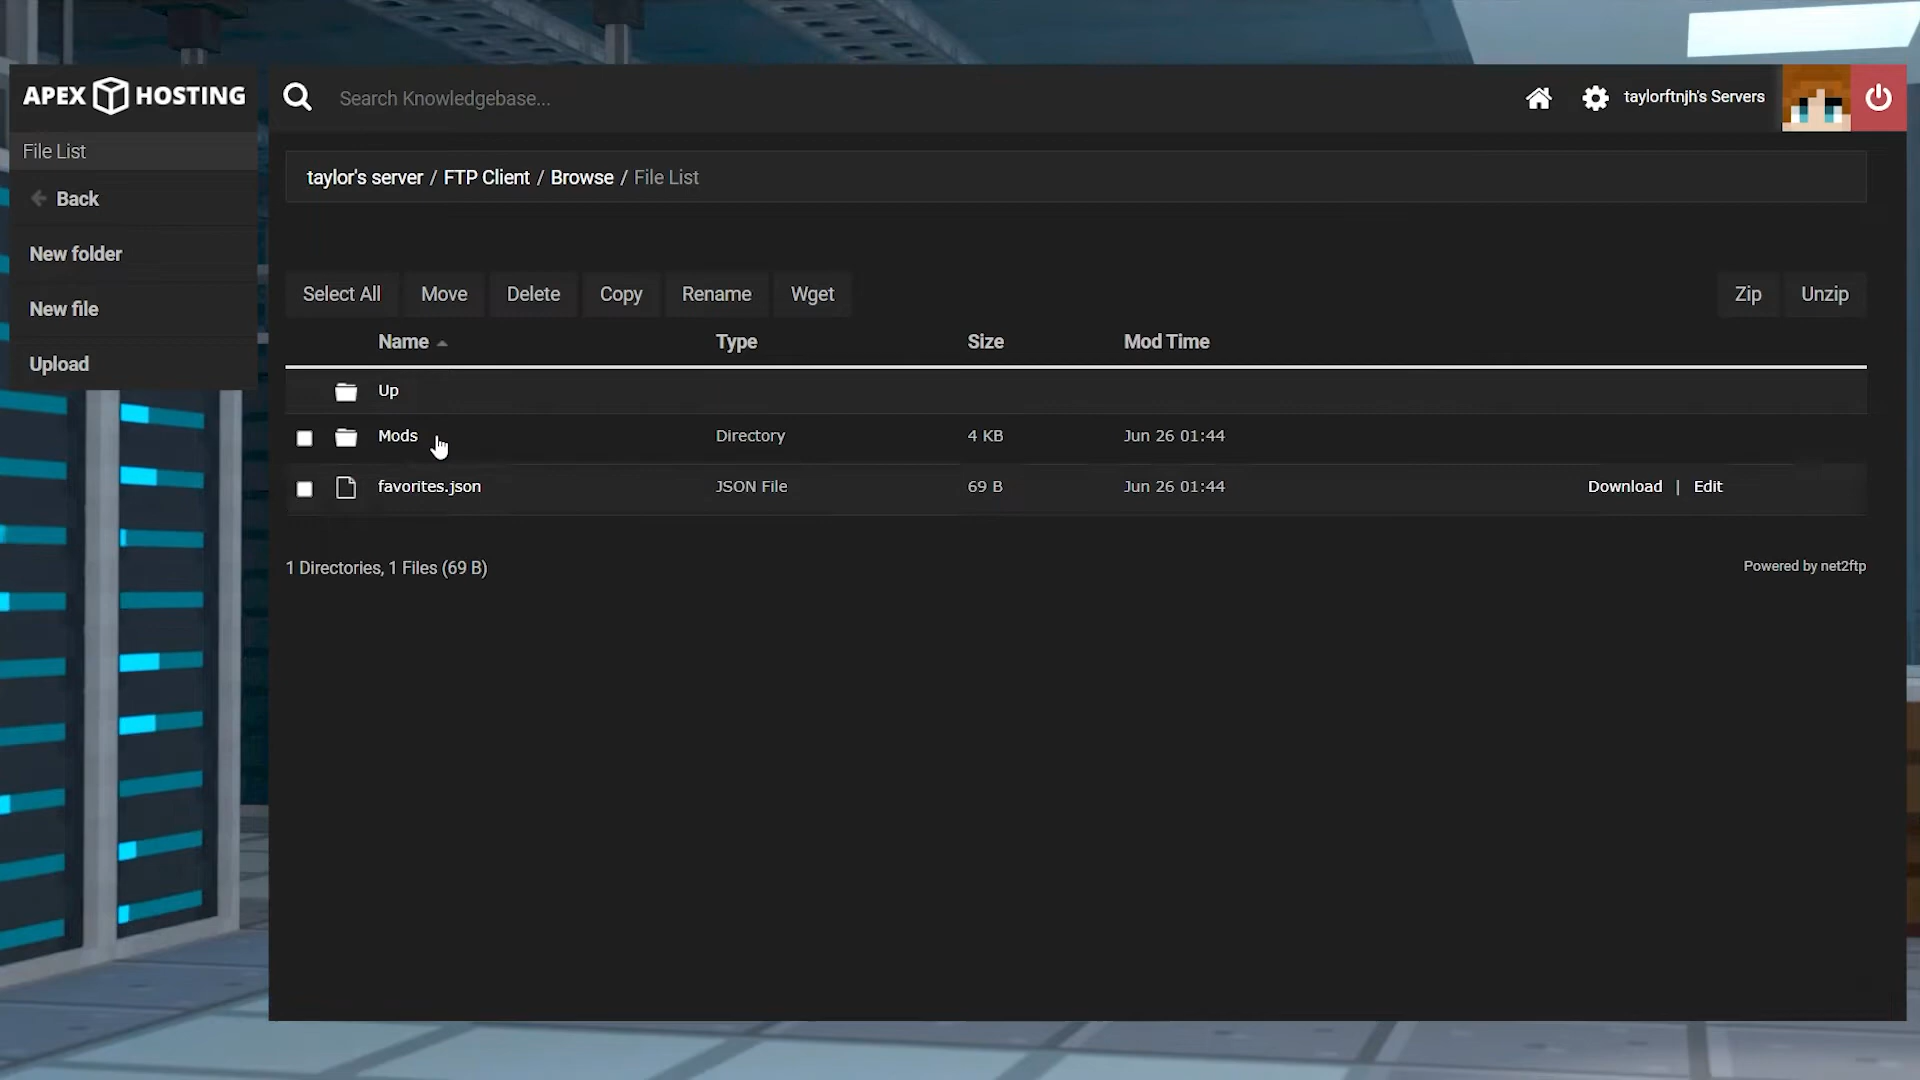 APEX HOSTING
Search Knowledgebase...
taylorftnjh's Servers
File List
Back
New folder
New file
Upload
taylor's server / FTP Client / Browse / File List
Select All Move Delete Copy Rename Wget Zip Unzip
Name Type Size Mod Time
Up
Mods Directory 4 KB Jun 26 01:44
favorites.json JSON File 69 B Jun 26 01:44 Download | Edit
1 Directories, 1 Files (69 B)
Powered by net2ftp